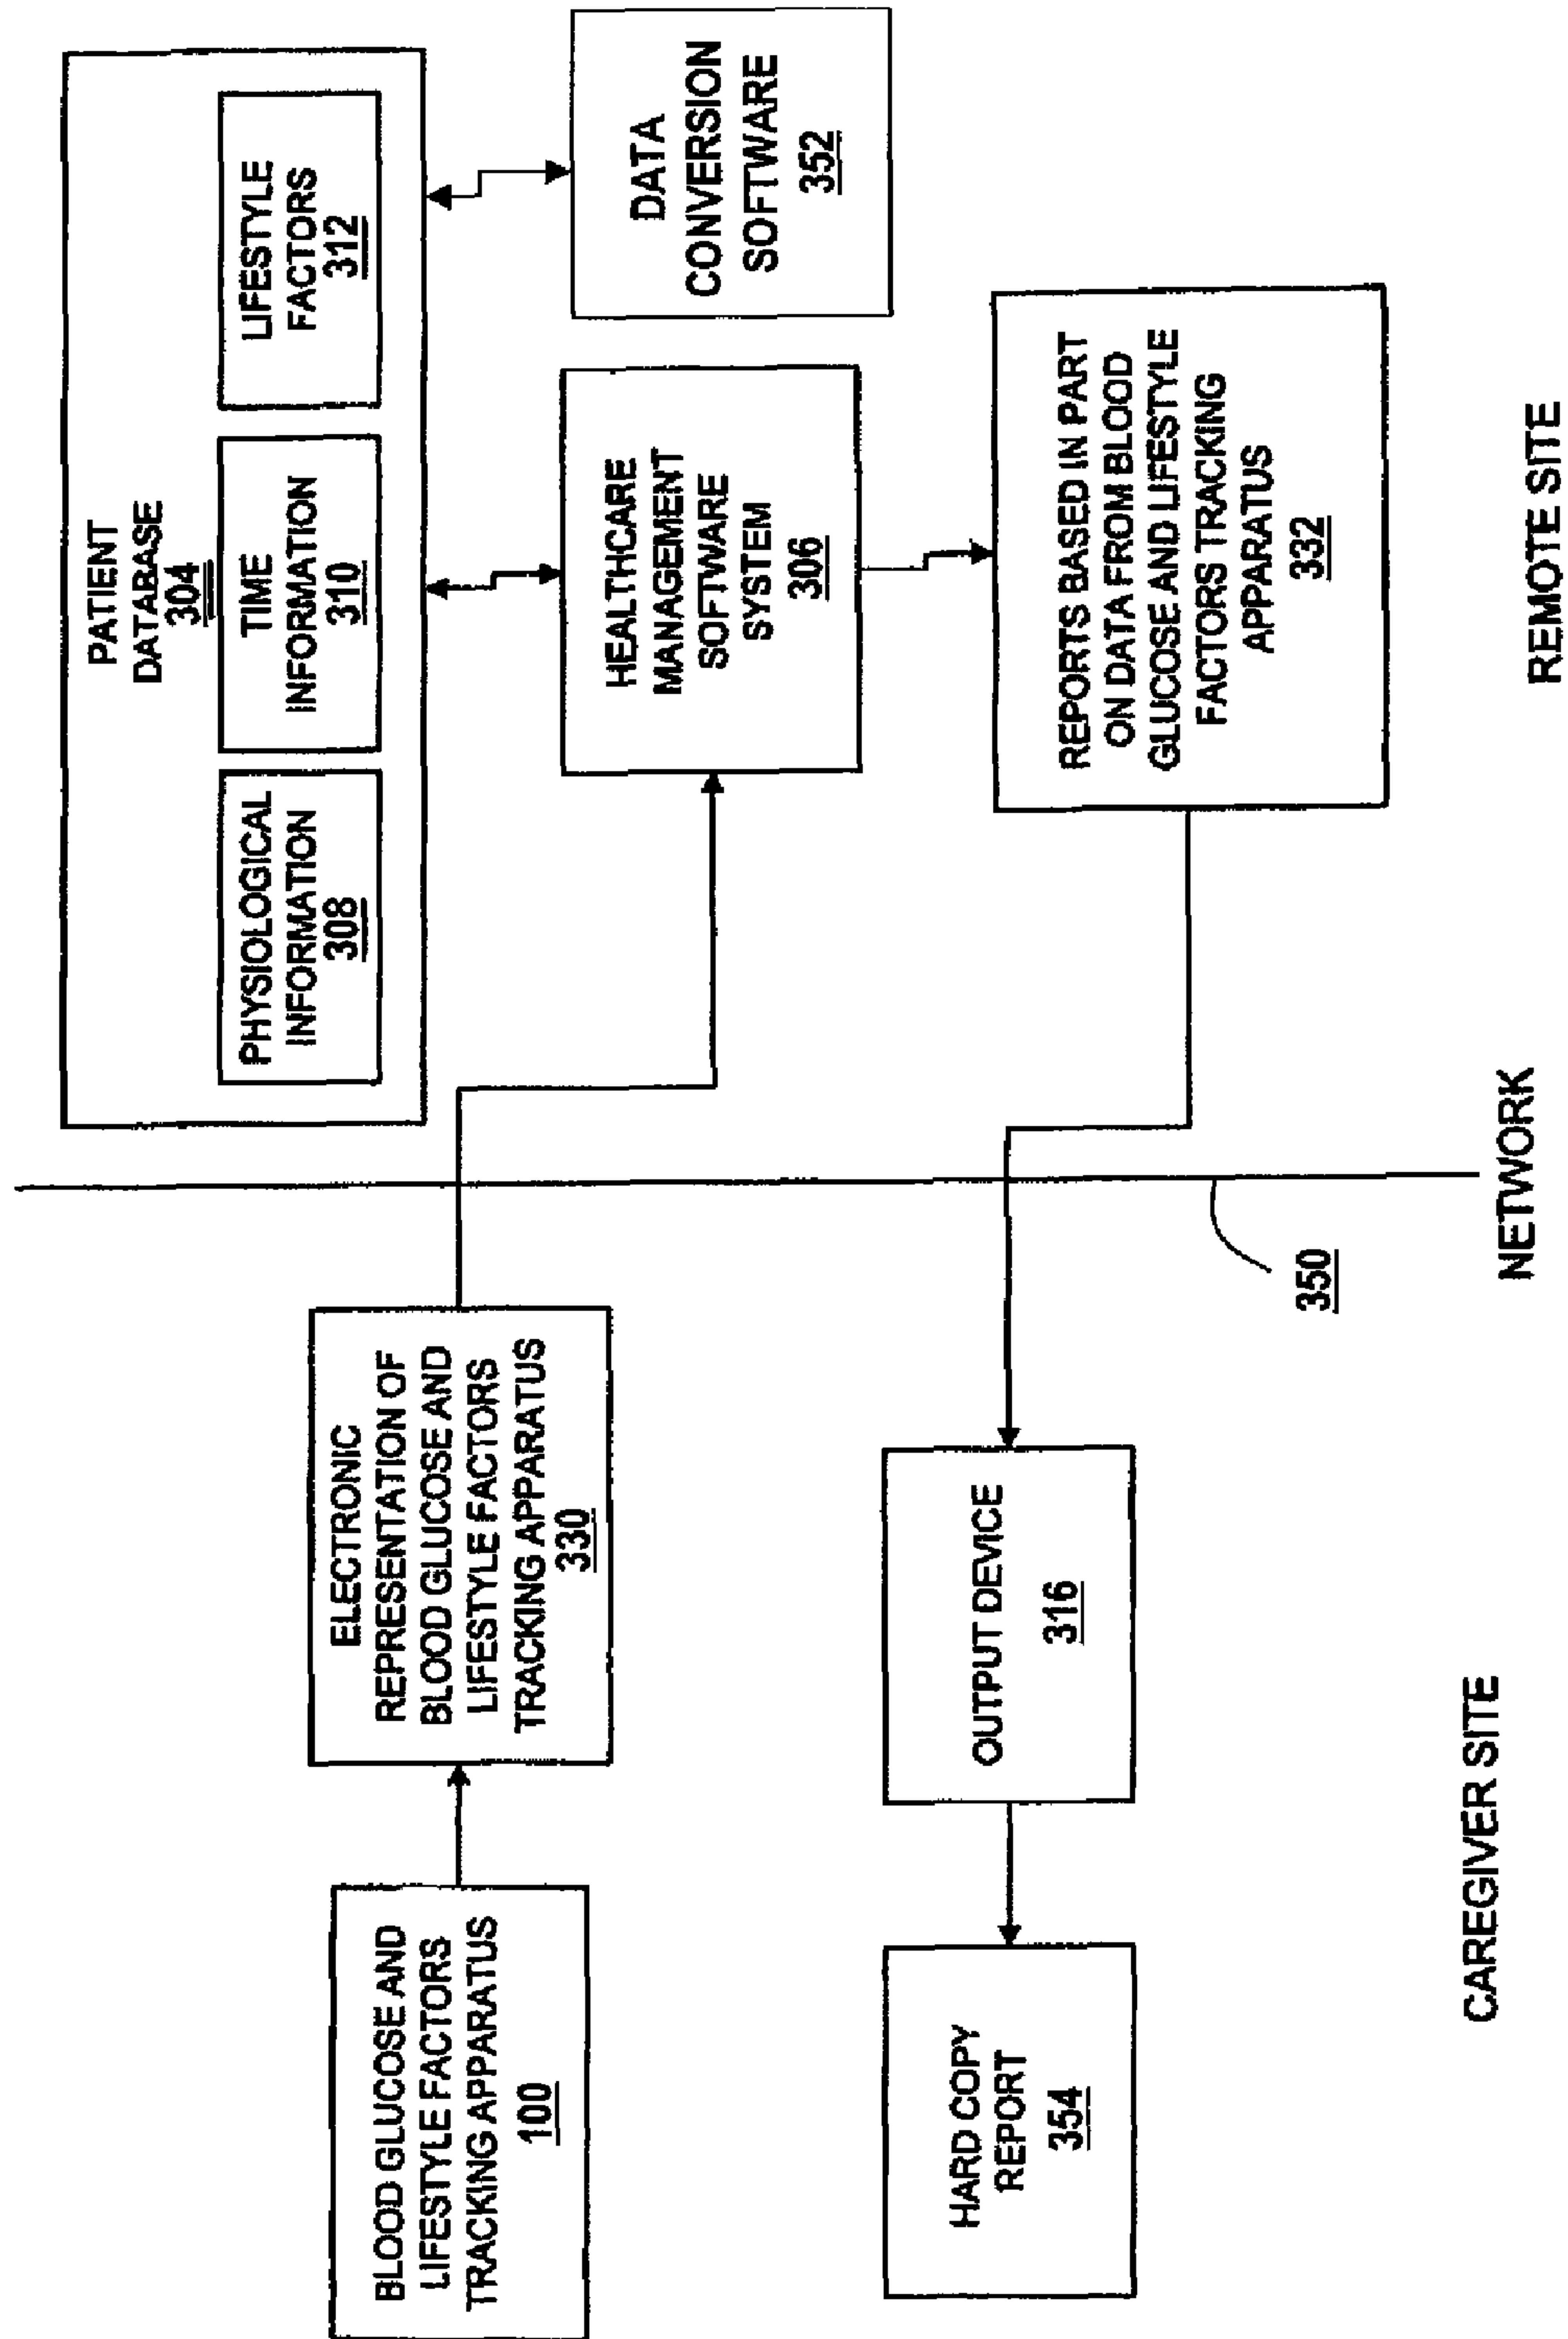 PATIENT
DATABASE
304
PHYSIOLOGICAL
INFORMATION
308
TIME
INFORMATION
310
LIFESTYLE
FACTORS
312
BLOOD GLUCOSE AND
LIFESTYLE FACTORS
TRACKING APPARATUS
100
ELECTRONIC
REPRESENTATION OF
BLOOD GLUCOSE AND
LIFESTYLE FACTORS
TRACKING APPARATUS
330
HEALTHCARE
MANAGEMENT
SOFTWARE
SYSTEM
306
DATA
CONVERSION
SOFTWARE
352
HARD COPY
REPORT
354
OUTPUT DEVICE
316
REPORTS BASED IN PART
ON DATA FROM BLOOD
GLUCOSE AND LIFESTYLE
FACTORS TRACKING
APPARATUS
332
350
CAREGIVER SITE
NETWORK
REMOTE SITE